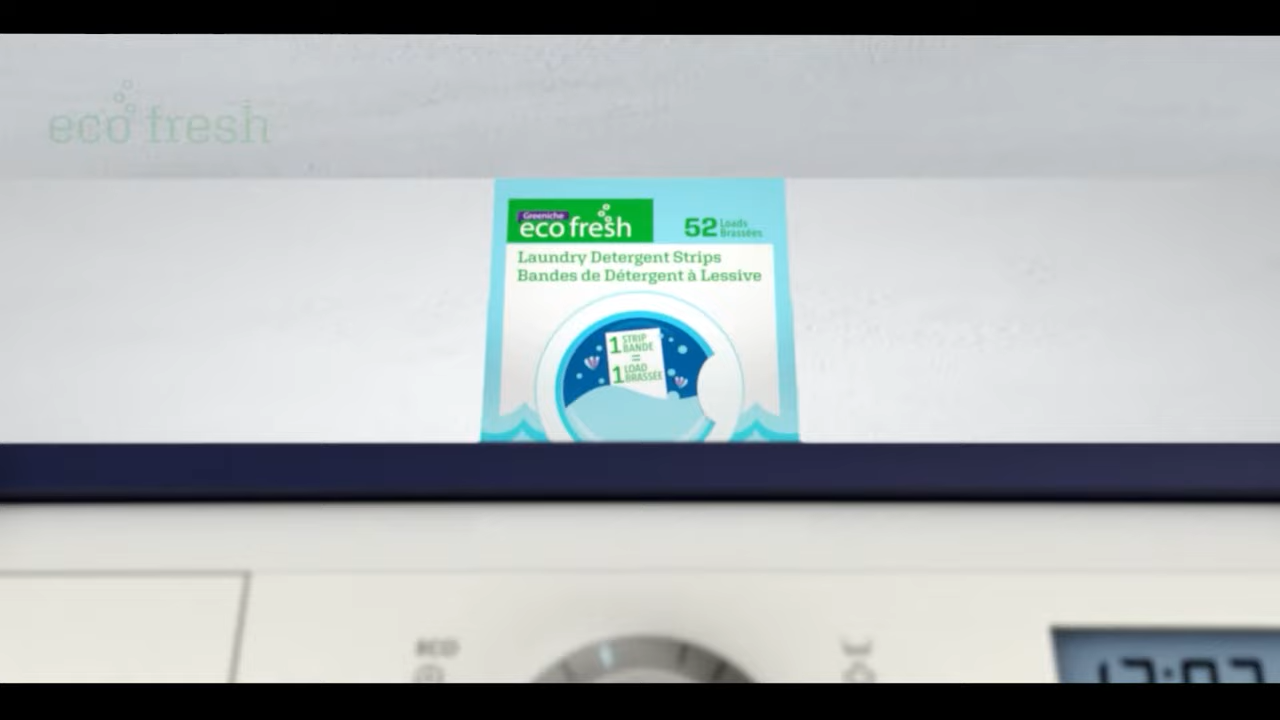 eco fresh
Greeniche
eco fresh
52 Loads
Brassées
Laundry Detergent Strips
Bandes de Détergent à Lessive
1 STRIP
BANDE
=
1 LOAD
BRASSÉE
ECO